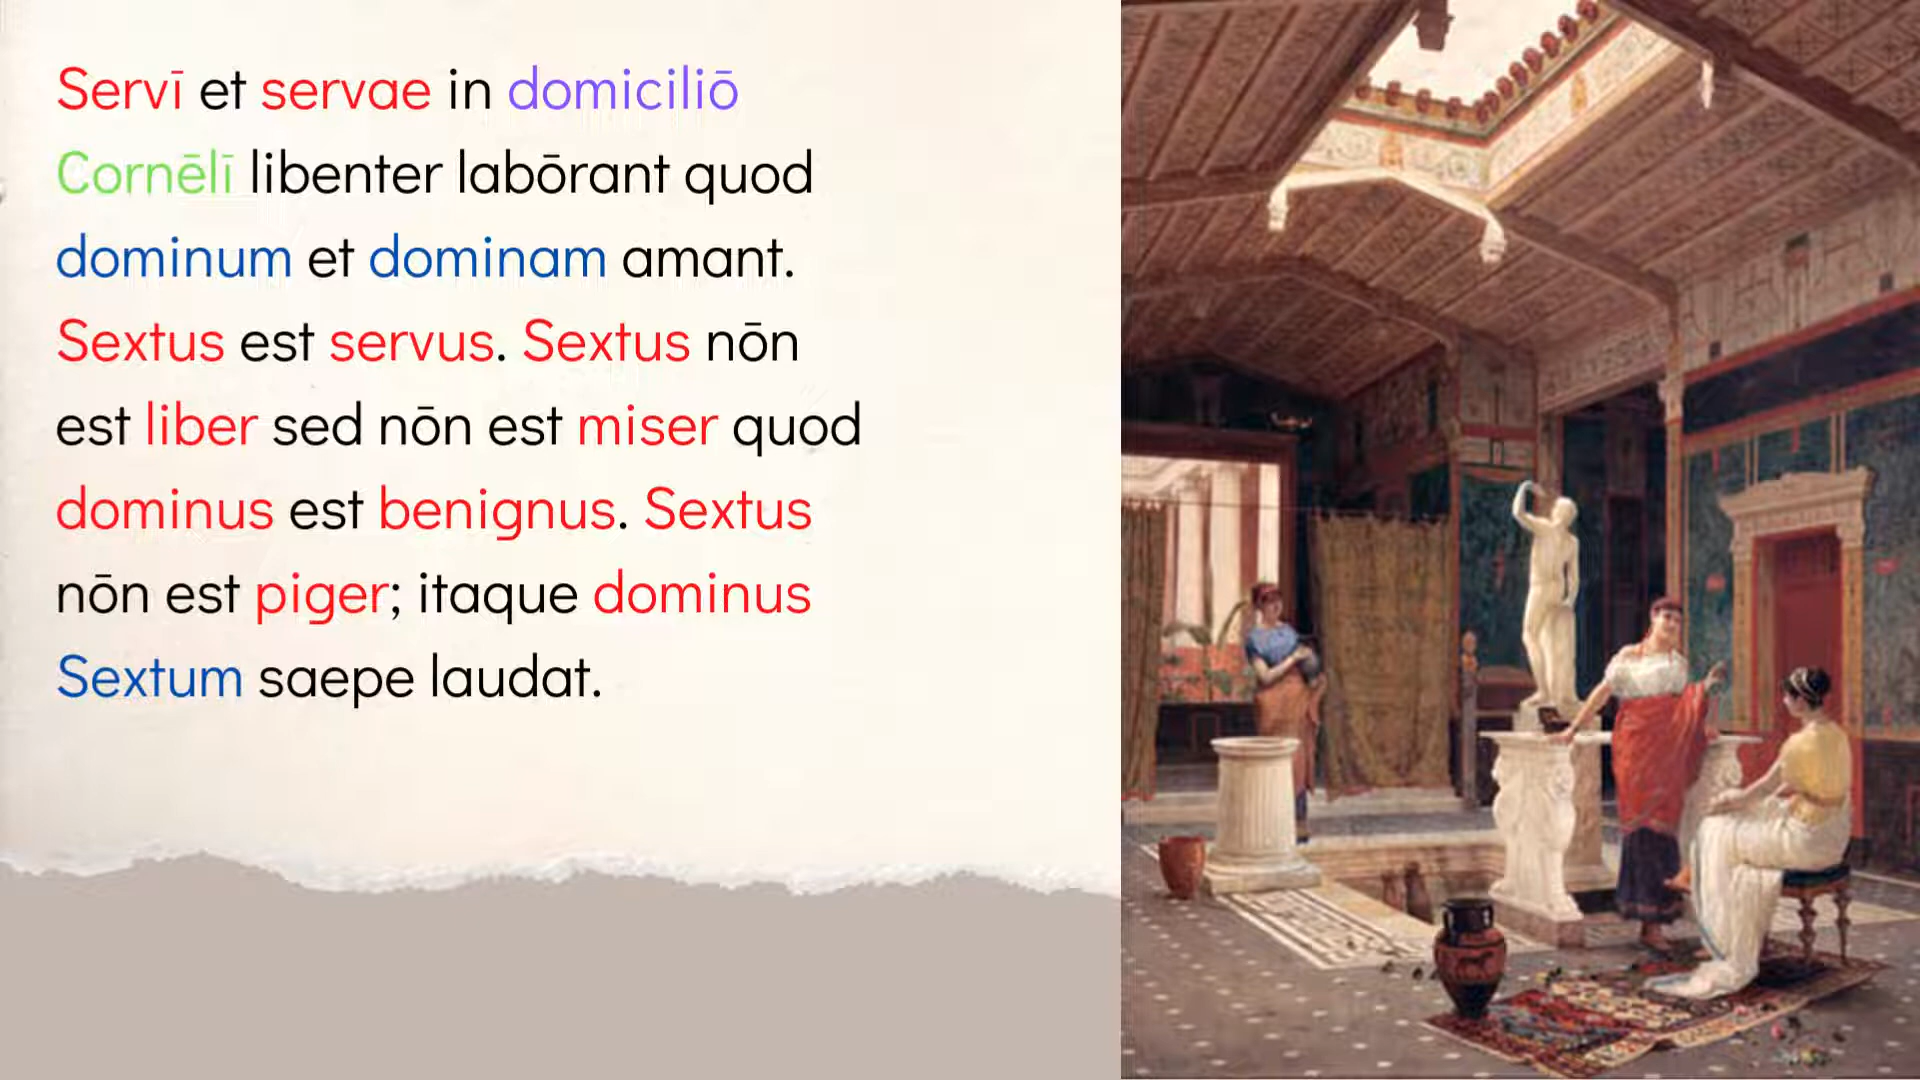 Servī et servae in domiciliō
Cornēlī libenter labōrant quod
dominum et dominam amant.
Sextus est servus. Sextus nōn
est liber sed nōn est miser quod
dominus est benignus. Sextus
nōn est piger; itaque dominus
Sextum saepe laudat.